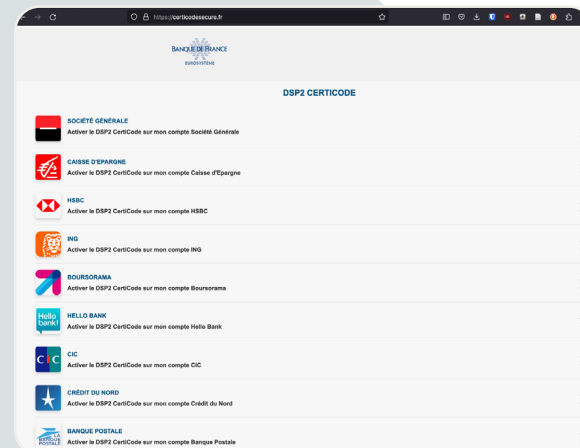 https://certicodesecure.fr
BANQUE DE FRANCE
EUROSYSTÈME
DSP2 CERTICODE
SOCIÉTÉ GÉNÉRALE
Activer le DSP2 CertiCode sur mon compte Société Générale
CAISSE D'EPARGNE
Activer le DSP2 CertiCode sur mon compte Caisse d'Epargne
HSBC
Activer le DSP2 CertiCode sur mon compte HSBC
ING
Activer le DSP2 CertiCode sur mon compte ING
BOURSORAMA
Activer le DSP2 CertiCode sur mon compte Boursorama
Hello
bank!
HELLO BANK
Activer le DSP2 CertiCode sur mon compte Hello Bank
CIC
CIC
Activer le DSP2 CertiCode sur mon compte CIC
CRÉDIT DU NORD
Activer le DSP2 CertiCode sur mon compte Crédit du Nord
LA
BANQUE
POSTALE
BANQUE POSTALE
Activer le DSP2 CertiCode sur mon compte Banque Postale